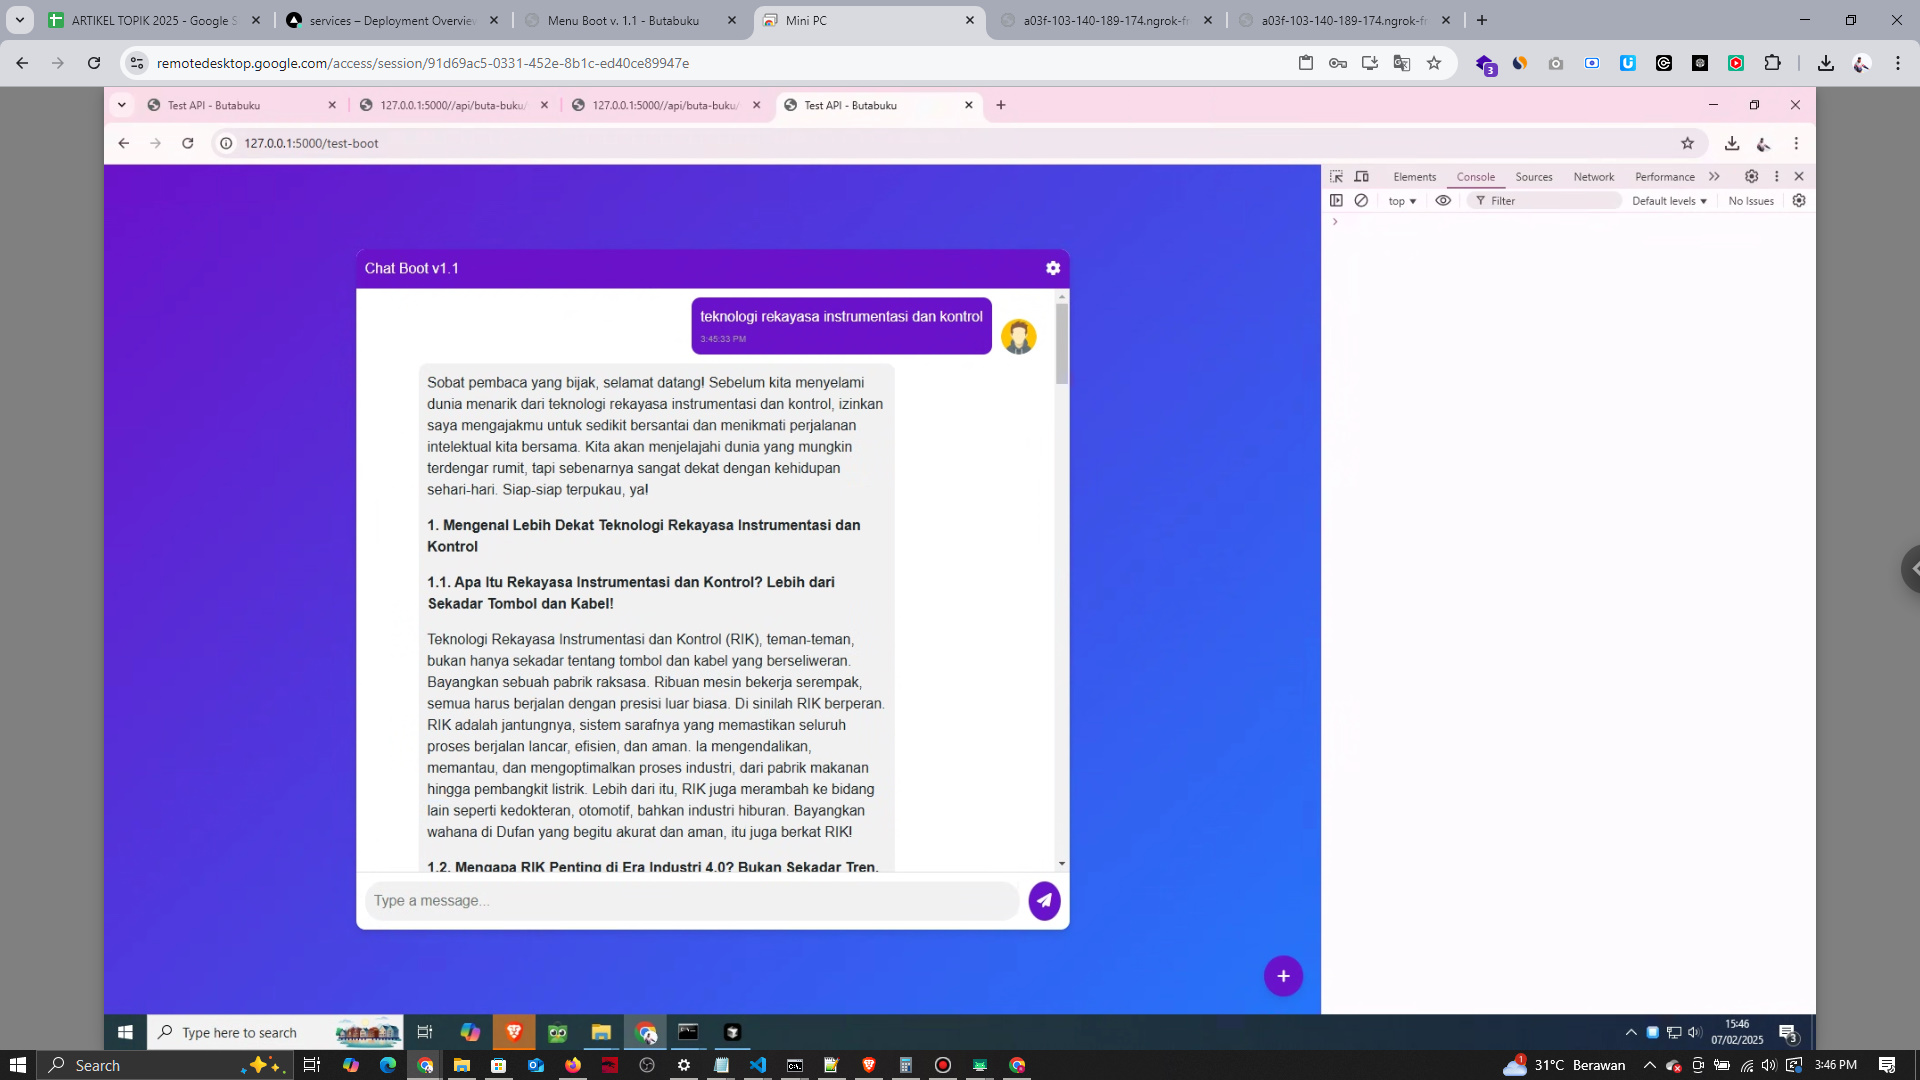 ARTIKEL TOPIK 2025 - Google S
services – Deployment Overview
Menu Boot v. 1.1 - Butabuku
Mini PC
a03f-103-140-189-174.ngrok-fr
a03f-103-140-189-174.ngrok-fr
remotedesktop.google.com/access/session/91d69ac5-0331-452e-8b1c-ed40ce89947e
3
Test API - Butabuku
127.0.0.1:5000//api/buta-buku/
127.0.0.1:5000//api/buta-buku/
Test API - Butabuku
127.0.0.1:5000/test-boot
Elements
Console
Sources
Network
Performance
top
Filter
Default levels
No Issues
Chat Boot v1.1
teknologi rekayasa instrumentasi dan kontrol
3:45:33 PM
Sobat pembaca yang bijak, selamat datang! Sebelum kita menyelami
dunia menarik dari teknologi rekayasa instrumentasi dan kontrol, izinkan
saya mengajakmu untuk sedikit bersantai dan menikmati perjalanan
intelektual kita bersama. Kita akan menjelajahi dunia yang mungkin
terdengar rumit, tapi sebenarnya sangat dekat dengan kehidupan
sehari-hari. Siap-siap terpukau, ya!
1. Mengenal Lebih Dekat Teknologi Rekayasa Instrumentasi dan
Kontrol
1.1. Apa Itu Rekayasa Instrumentasi dan Kontrol? Lebih dari
Sekadar Tombol dan Kabel!
Teknologi Rekayasa Instrumentasi dan Kontrol (RIK), teman-teman,
bukan hanya sekadar tentang tombol dan kabel yang berseliweran.
Bayangkan sebuah pabrik raksasa. Ribuan mesin bekerja serempak,
semua harus berjalan dengan presisi luar biasa. Di sinilah RIK berperan.
RIK adalah jantungnya, sistem sarafnya yang memastikan seluruh
proses berjalan lancar, efisien, dan aman. Ia mengendalikan,
memantau, dan mengoptimalkan proses industri, dari pabrik makanan
hingga pembangkit listrik. Lebih dari itu, RIK juga merambah ke bidang
lain seperti kedokteran, otomotif, bahkan industri hiburan. Bayangkan
wahana di Dufan yang begitu akurat dan aman, itu juga berkat RIK!
1.2. Mengapa RIK Penting di Era Industri 4.0? Bukan Sekadar Tren,
Type a message...
+
Type here to search
15:46
07/02/2025
3
Search
1
31°C Berawan
3:46 PM